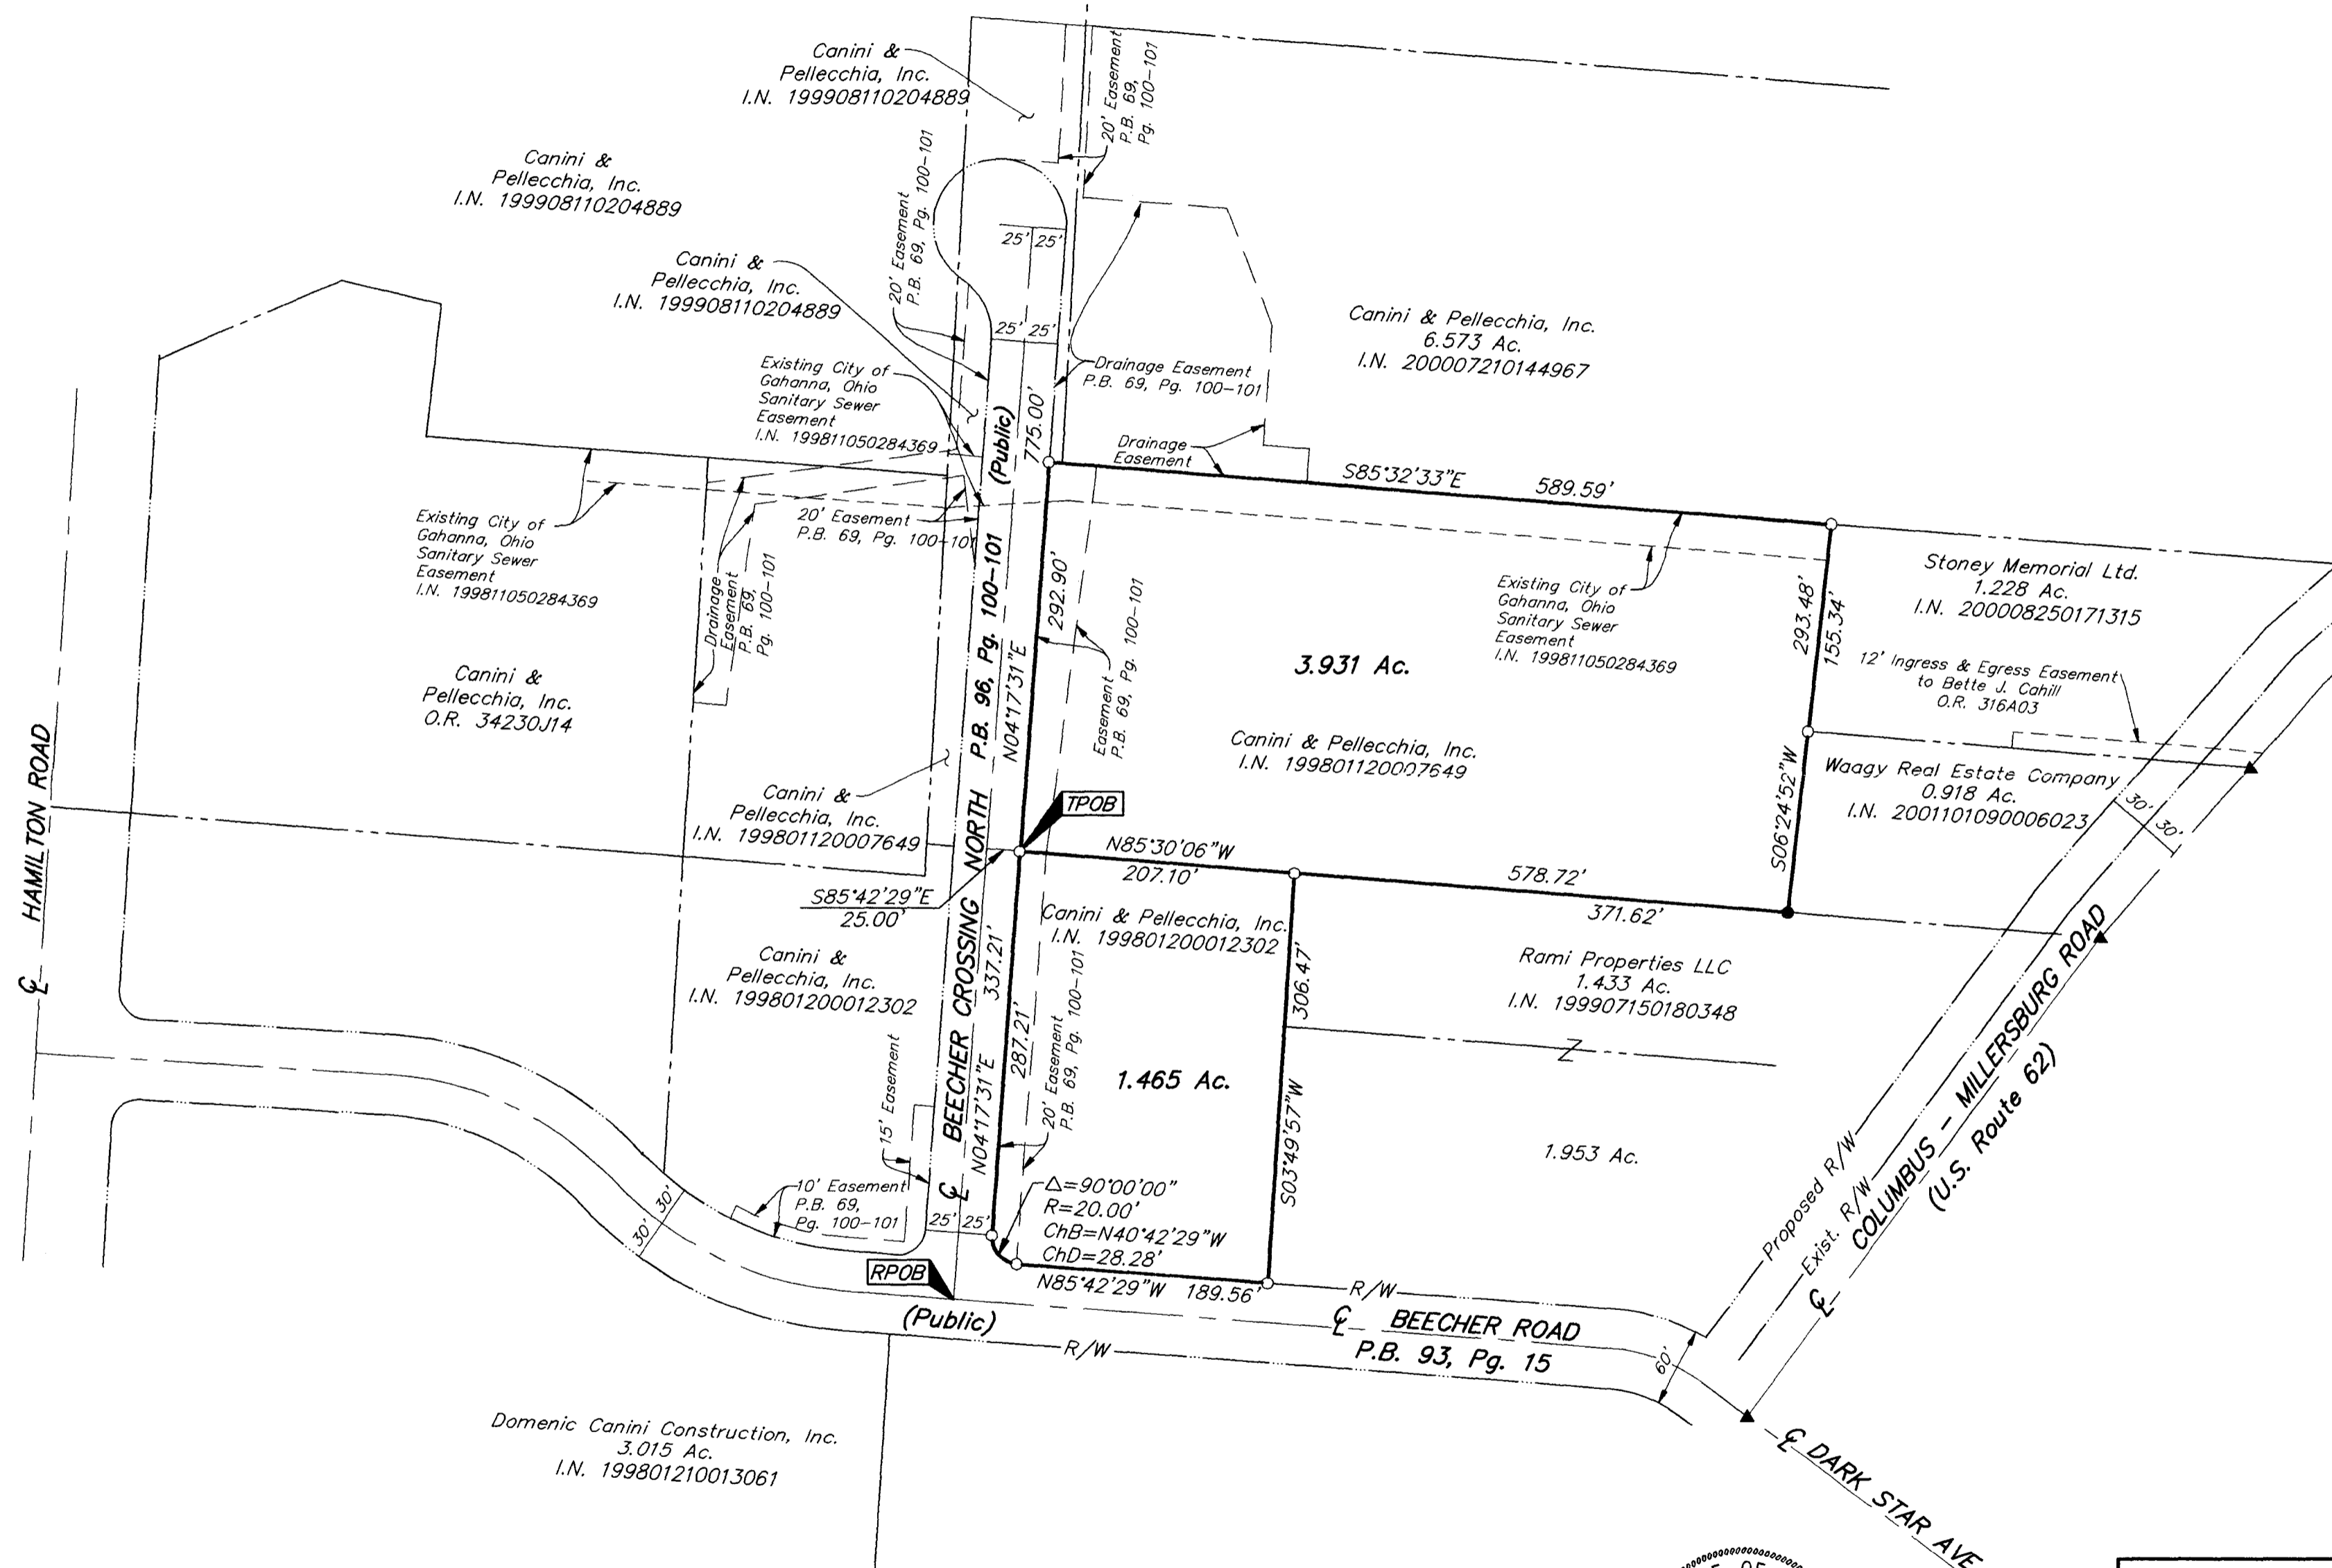 Canini &
Pellecchia, Inc.
I.N. 199908110204889
20' Easement
P.B. 69,
Pg. 100-101
Canini &
Pellecchia, Inc.
I.N. 199908110204889
20' Easement
P.B. 69, Pg. 100-101
25' 25'
Canini &
Pellecchia, Inc.
I.N. 199908110204889
25' 25'
Canini & Pellecchia, Inc.
6.573 Ac.
I.N. 200007210144967
Existing City of
Gahanna, Ohio
Sanitary Sewer
Easement
I.N. 199811050284369
Drainage Easement
P.B. 69, Pg. 100-101
(Public)
775.00'
Drainage
Easement
S85°32'33"E 589.59'
Existing City of
Gahanna, Ohio
Sanitary Sewer
Easement
I.N. 199811050284369
20' Easement
P.B. 69, Pg. 100-101
Drainage
Easement
P.B. 69,
Pg. 100-101
292.90'
N04°17'31"E
Easement
P.B. 69, Pg. 100-101
Existing City of
Gahanna, Ohio
Sanitary Sewer
Easement
I.N. 199811050284369
3.931 Ac.
293.48'
155.34'
Stoney Memorial Ltd.
1.228 Ac.
I.N. 200008250171315
12' Ingress & Egress Easement
to Bette J. Cahill
O.R. 316A03
Canini &
Pellecchia, Inc.
O.R. 34230J14
Canini & Pellecchia, Inc.
I.N. 199801120007649
Waagy Real Estate Company
0.918 Ac.
I.N. 2001101090006023
S06°24'52"W
30'
30'
HAMILTON ROAD
℄
Canini &
Pellecchia, Inc.
I.N. 199801120007649
TPOB
N85°30'06"W
207.10'
578.72'
371.62'
S85°42'29"E
25.00'
℄ BEECHER CROSSING NORTH P.B. 96, Pg. 100-101
Canini & Pellecchia, Inc.
I.N. 199801200012302
Canini &
Pellecchia, Inc.
I.N. 199801200012302
337.21'
N04°17'31"E
287.21'
20' Easement
P.B. 69, Pg. 100-101
306.47'
S03°49'57"W
Rami Properties LLC
1.433 Ac.
I.N. 199907150180348
Z
1.465 Ac.
1.953 Ac.
15' Easement
10' Easement
P.B. 69,
Pg. 100-101
30'
30'
25' 25'
Δ=90°00'00"
R=20.00'
ChB=N40°42'29"W
ChD=28.28'
RPOB
N85°42'29"W 189.56'
R/W
Proposed R/W
Exist. R/W
℄ COLUMBUS - MILLERSBURG ROAD
(U.S. Route 62)
(Public)
R/W
℄ BEECHER ROAD
P.B. 93, Pg. 15
60'
Domenic Canini Construction, Inc.
3.015 Ac.
I.N. 199801210013061
℄ DARK STAR AVE